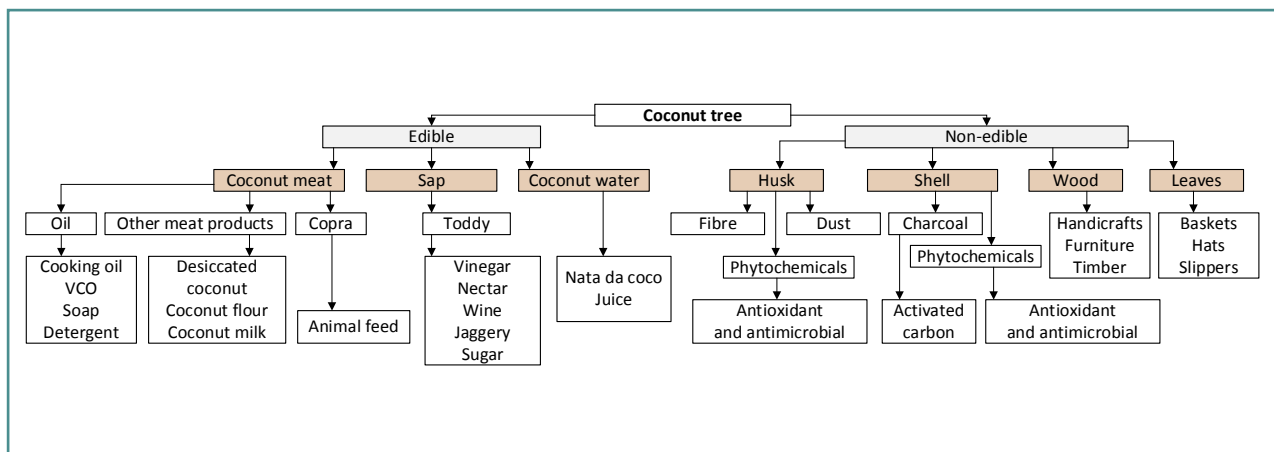 Coconut tree
Edible
Non-edible
Coconut meat
Sap
Coconut water
Husk
Shell
Wood
Leaves
Oil
Other meat products
Copra
Toddy
Fibre
Dust
Charcoal
Handicrafts
Furniture
Timber
Baskets
Hats
Slippers
Phytochemicals
Phytochemicals
Cooking oil
VCO
Soap
Detergent
Desiccated
coconut
Coconut flour
Coconut milk
Animal feed
Vinegar
Nectar
Wine
Jaggery
Sugar
Nata da coco
Juice
Antioxidant
and antimicrobial
Activated
carbon
Antioxidant
and antimicrobial